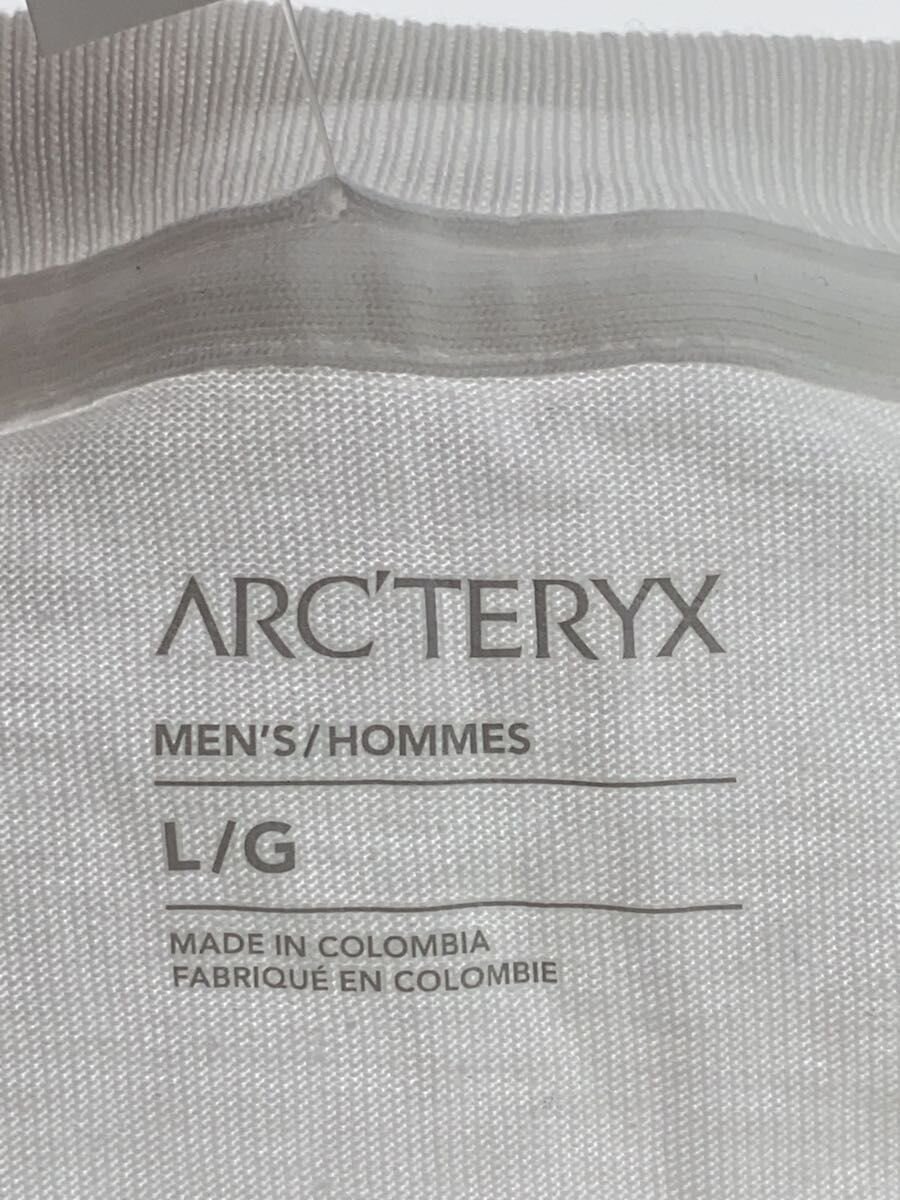 ARC'TERYX
MEN'S/HOMMES
L/G
MADE IN COLOMBIA
FABRIQUÉ EN COLOMBIE